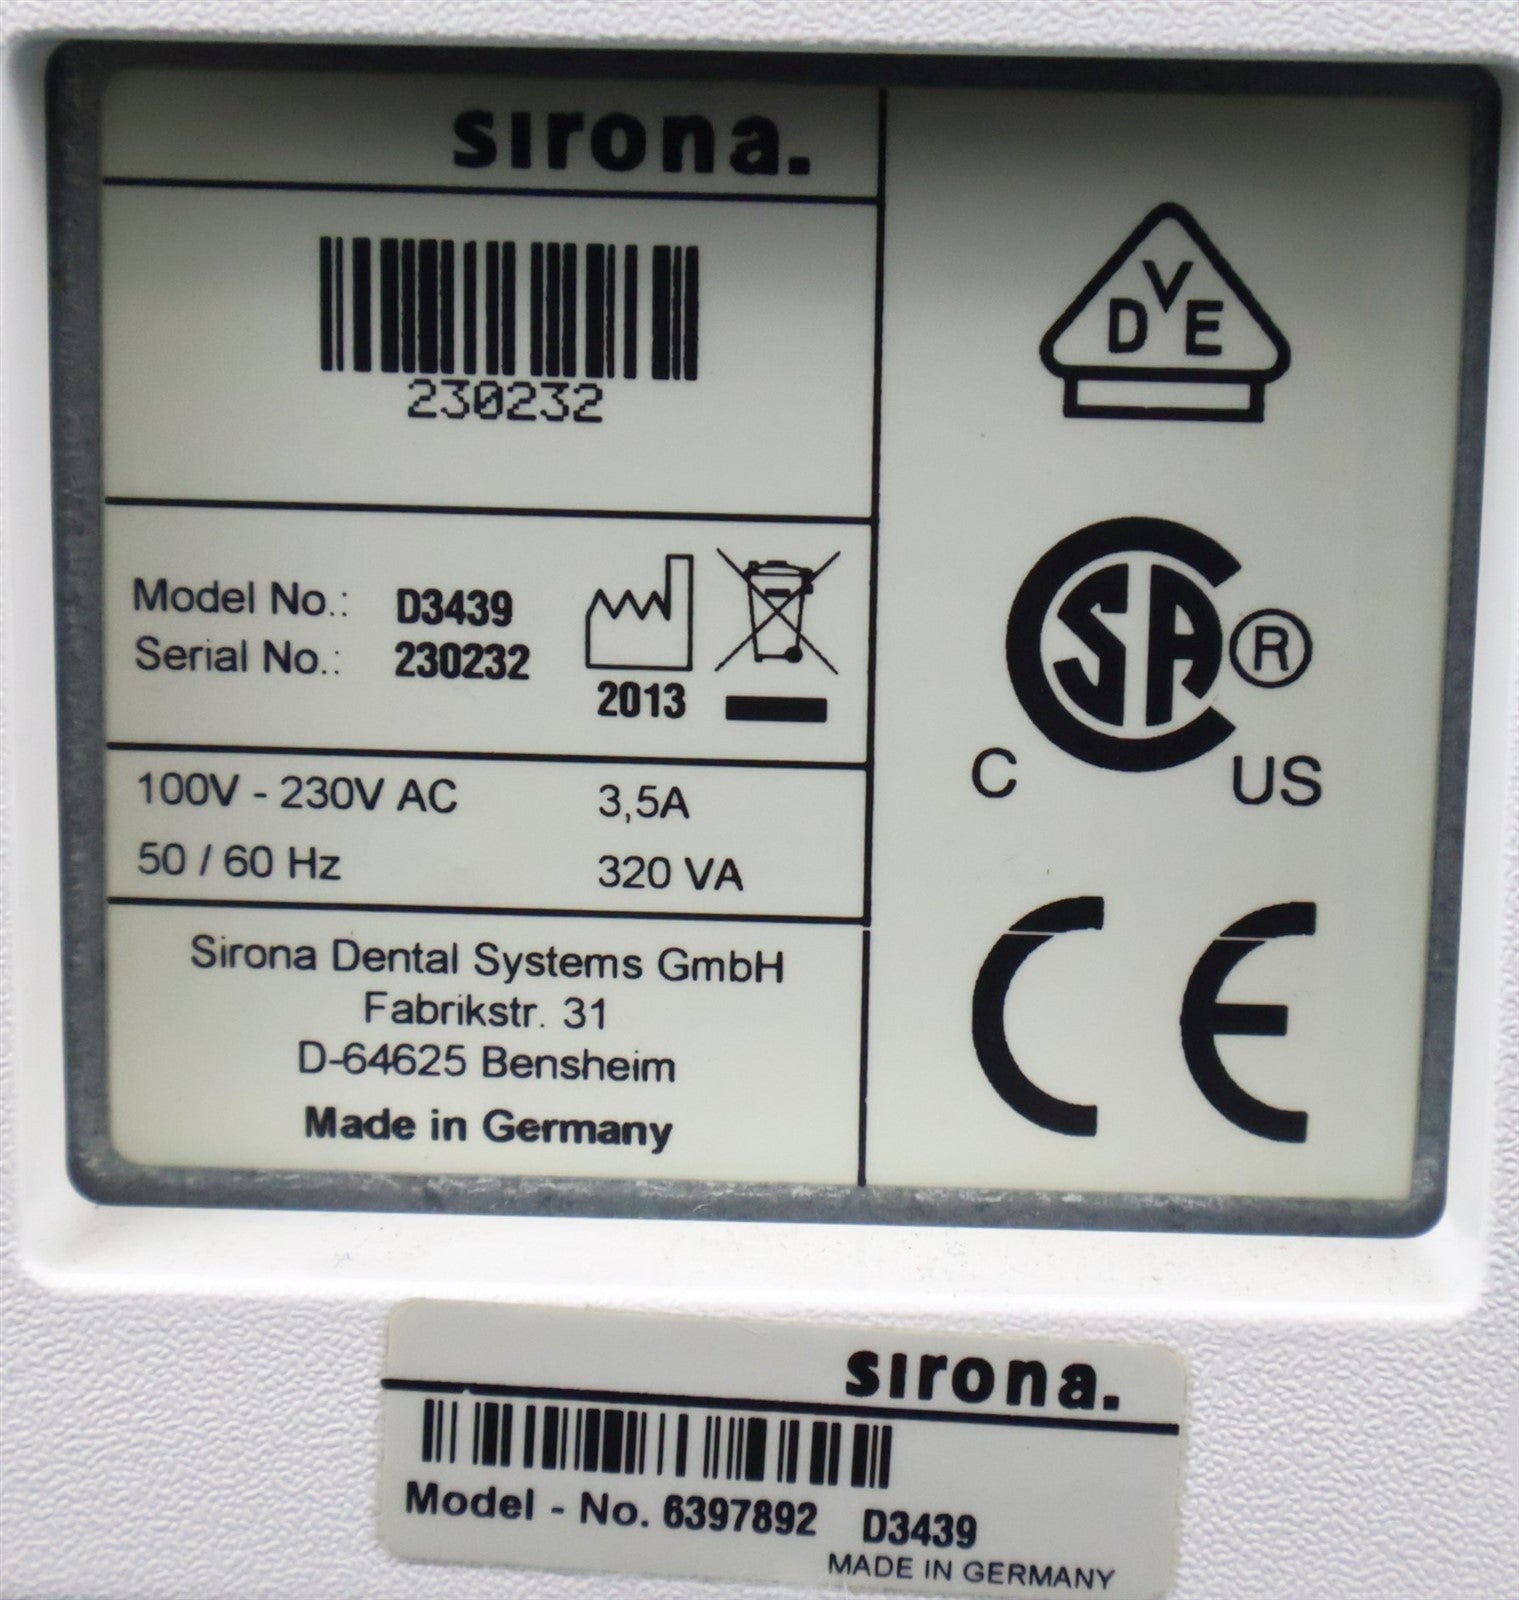 sirona.
230232
Model No.: D3439
Serial No.: 230232
2013
100V - 230V AC 3,5A
50 / 60 Hz 320 VA
Sirona Dental Systems GmbH
Fabrikstr. 31
D-64625 Bensheim
Made in Germany
DVE
CSA ®
C US
CE
sirona.
Model - No. 6397892 D3439
MADE IN GERMANY